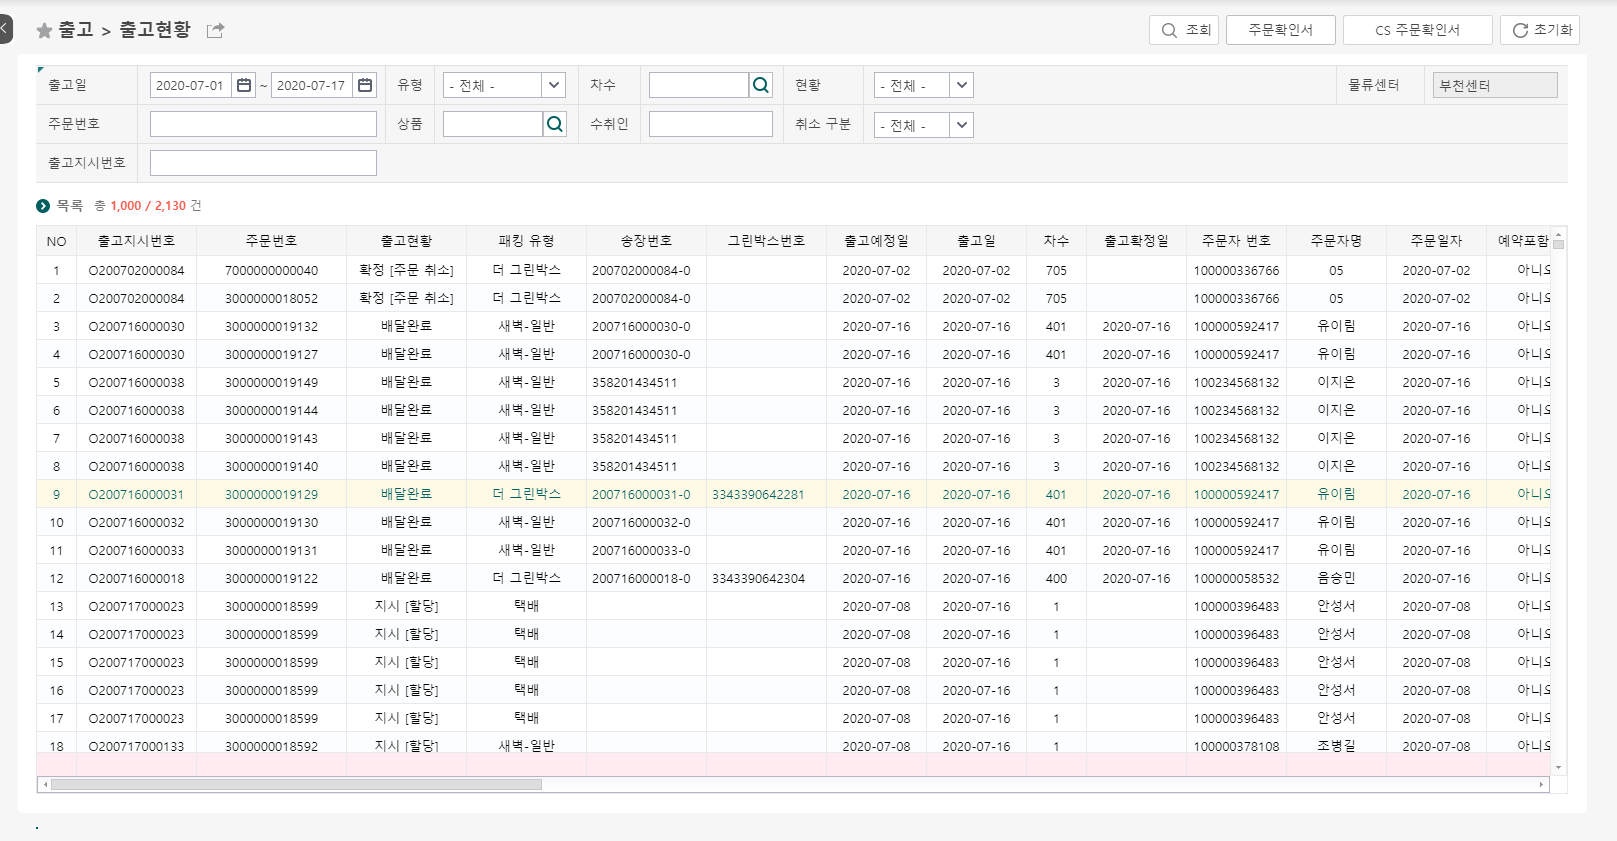 출고 > 출고현황
조회 주문확인서 CS 주문확인서 초기화
출고일 2020-07-01 ~ 2020-07-17 유형 - 전체 - 차수 현황 - 전체 - 물류센터 부천센터
주문번호 상품 수취인 취소 구분 - 전체 -
출고지시번호
목록 총 1,000 / 2,130 건
NO 출고지시번호 주문번호 출고현황 패킹 유형 송장번호 그린박스번호 출고예정일 출고일 차수 출고확정일 주문자 번호 주문자명 주문일자 예약포함
1 O200702000084 7000000000040 확정 [주문 취소] 더 그린박스 200702000084-0 2020-07-02 2020-07-02 705 100000336766 05 2020-07-02 아니오
2 O200702000084 3000000018052 확정 [주문 취소] 더 그린박스 200702000084-0 2020-07-02 2020-07-02 705 100000336766 05 2020-07-02 아니오
3 O200716000030 3000000019132 배달완료 새벽-일반 200716000030-0 2020-07-16 2020-07-16 401 2020-07-16 100000592417 유이림 2020-07-16 아니오
4 O200716000030 3000000019127 배달완료 새벽-일반 200716000030-0 2020-07-16 2020-07-16 401 2020-07-16 100000592417 유이림 2020-07-16 아니오
5 O200716000038 3000000019149 배달완료 새벽-일반 358201434511 2020-07-16 2020-07-16 3 2020-07-16 100234568132 이지은 2020-07-16 아니오
6 O200716000038 3000000019144 배달완료 새벽-일반 358201434511 2020-07-16 2020-07-16 3 2020-07-16 100234568132 이지은 2020-07-16 아니오
7 O200716000038 3000000019143 배달완료 새벽-일반 358201434511 2020-07-16 2020-07-16 3 2020-07-16 100234568132 이지은 2020-07-16 아니오
8 O200716000038 3000000019140 배달완료 새벽-일반 358201434511 2020-07-16 2020-07-16 3 2020-07-16 100234568132 이지은 2020-07-16 아니오
9 O200716000031 3000000019129 배달완료 더 그린박스 200716000031-0 3343390642281 2020-07-16 2020-07-16 401 2020-07-16 100000592417 유이림 2020-07-16 아니오
10 O200716000032 3000000019130 배달완료 새벽-일반 200716000032-0 2020-07-16 2020-07-16 401 2020-07-16 100000592417 유이림 2020-07-16 아니오
11 O200716000033 3000000019131 배달완료 새벽-일반 200716000033-0 2020-07-16 2020-07-16 401 2020-07-16 100000592417 유이림 2020-07-16 아니오
12 O200716000018 3000000019122 배달완료 더 그린박스 200716000018-0 3343390642304 2020-07-16 2020-07-16 400 2020-07-16 100000058532 음승민 2020-07-16 아니오
13 O200717000023 3000000018599 지시 [할당] 택배 2020-07-08 2020-07-16 1 100000396483 안성서 2020-07-08 아니오
14 O200717000023 3000000018599 지시 [할당] 택배 2020-07-08 2020-07-16 1 100000396483 안성서 2020-07-08 아니오
15 O200717000023 3000000018599 지시 [할당] 택배 2020-07-08 2020-07-16 1 100000396483 안성서 2020-07-08 아니오
16 O200717000023 3000000018599 지시 [할당] 택배 2020-07-08 2020-07-16 1 100000396483 안성서 2020-07-08 아니오
17 O200717000023 3000000018599 지시 [할당] 택배 2020-07-08 2020-07-16 1 100000396483 안성서 2020-07-08 아니오
18 O200717000133 3000000018592 지시 [할당] 새벽-일반 2020-07-08 2020-07-16 1 100000378108 조병길 2020-07-08 아니오